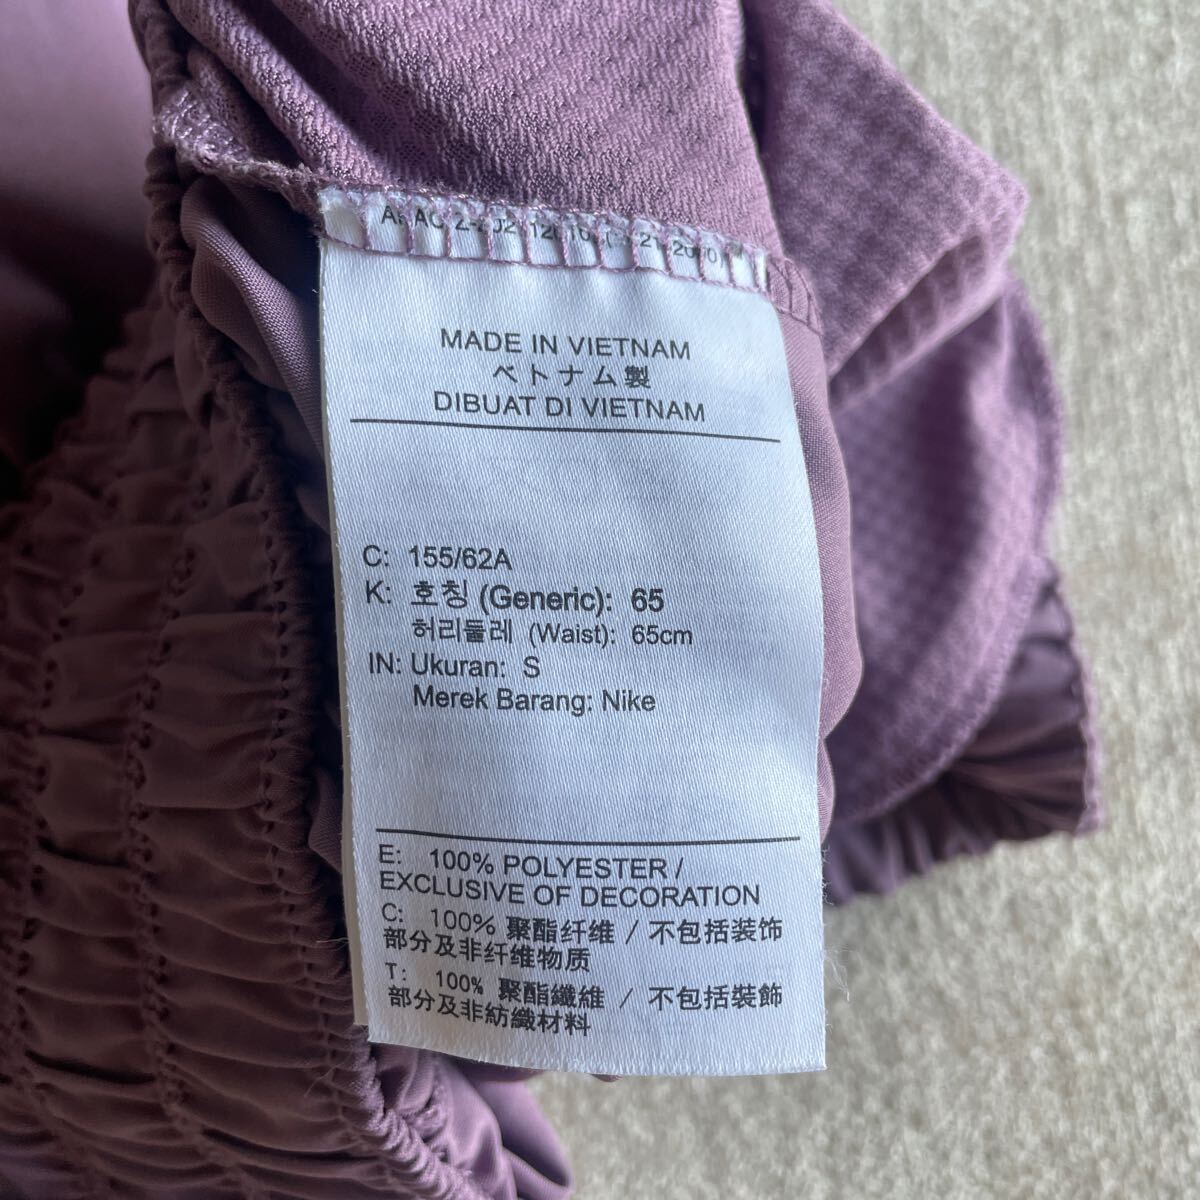 MADE IN VIETNAM
ベトナム製
DIBUAT DI VIETNAM
C: 155/62A
K: 호칭 (Generic): 65
허리둘레 (Waist): 65cm
IN: Ukuran: S
Merek Barang: Nike
E: 100% POLYESTER /
EXCLUSIVE OF DECORATION
C: 100% 聚酯纤维 / 不包括装饰
部分及非纤维物质
T: 100% 聚酯纖維 / 不包括裝飾
部分及非紡織材料